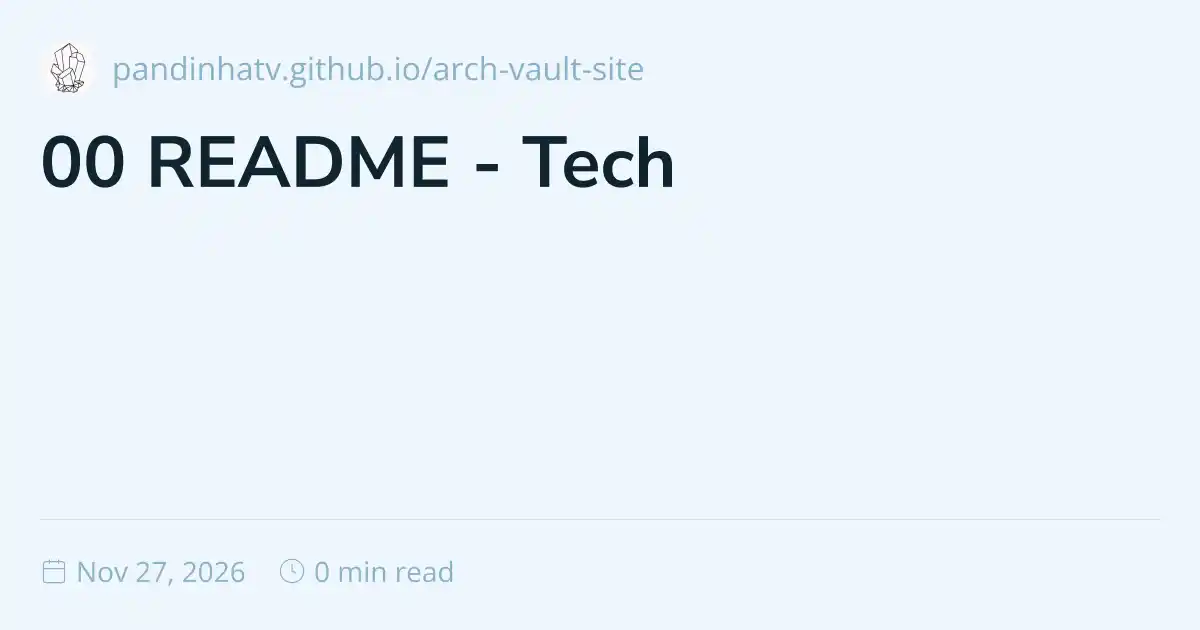 pandinhatv.github.io/arch-vault-site
00 README - Tech
Nov 27, 2026 0 min read